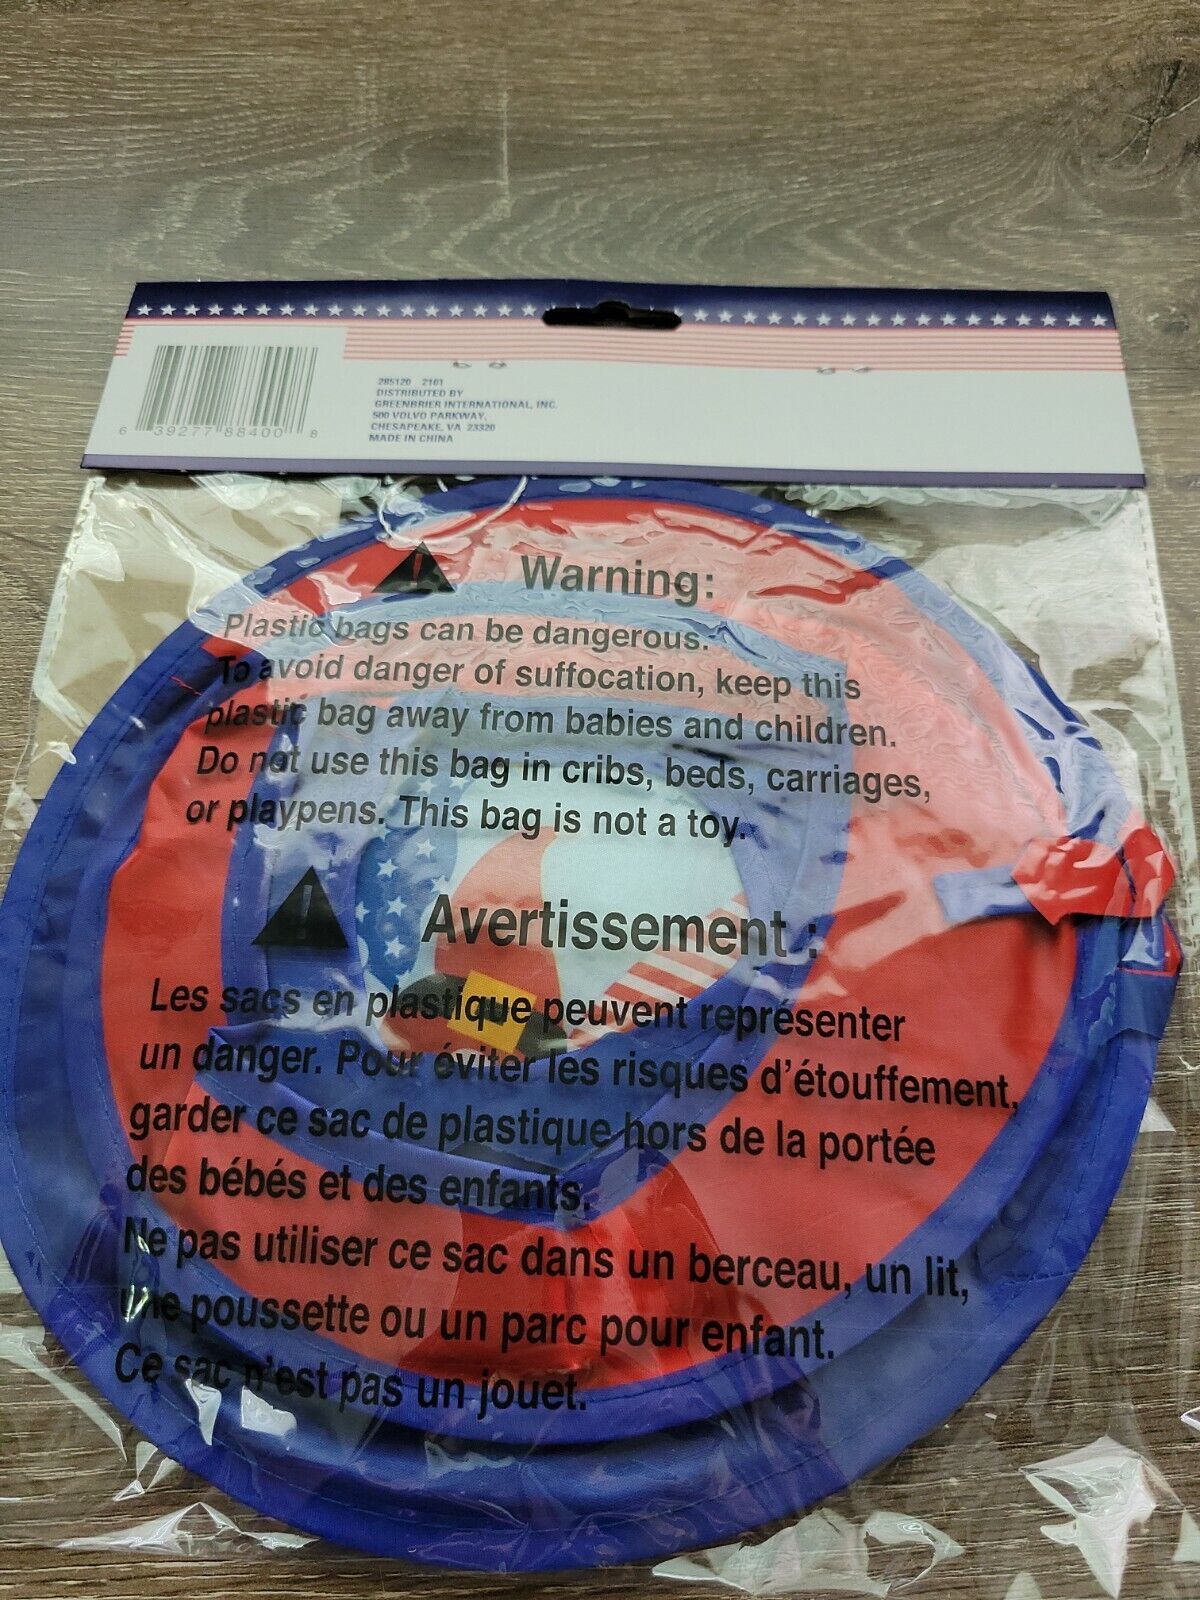 6 39277 88400 8
285120 2101
DISTRIBUTED BY
GREENBRIER INTERNATIONAL, INC.
500 VOLVO PARKWAY,
CHESAPEAKE, VA 23320
MADE IN CHINA
Warning:
Plastic bags can be dangerous.
To avoid danger of suffocation, keep this
plastic bag away from babies and children.
Do not use this bag in cribs, beds, carriages,
or playpens. This bag is not a toy.
Avertissement :
Les sacs en plastique peuvent représenter
un danger. Pour éviter les risques d'étouffement,
garder ce sac de plastique hors de la portée
des bébés et des enfants.
Ne pas utiliser ce sac dans un berceau, un lit,
une poussette ou un parc pour enfant.
Ce sac n'est pas un jouet.